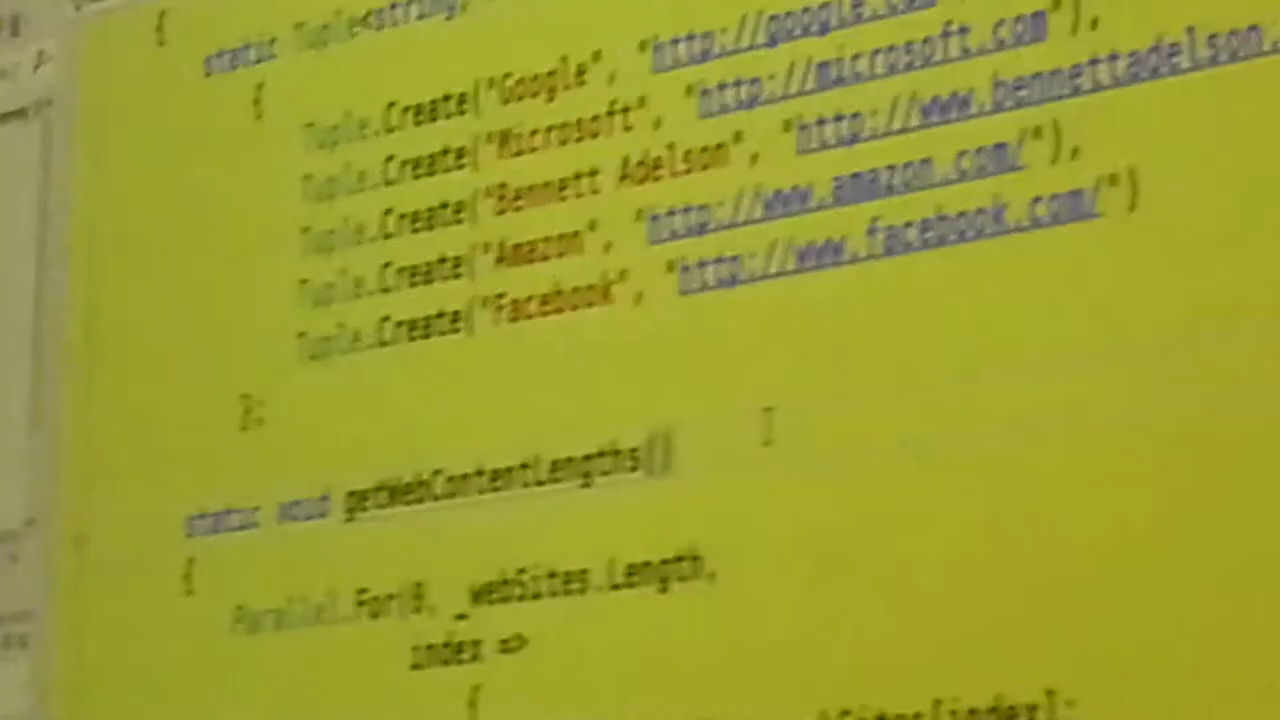 {
static Tuple<string,
{
Tuple.Create("Google", "http://google.com
Tuple.Create("Microsoft", "http://microsoft.com"),
Tuple.Create("Bennett Adelson", "http://www.bennettadelson.
Tuple.Create("Amazon", "http://www.amazon.com/"),
Tuple.Create("Facebook", "http://www.facebook.com/")
};
static void getWebContentLengths()
{
Parallel.For(0, _webSites.Length,
index =>
{
Sites[index];